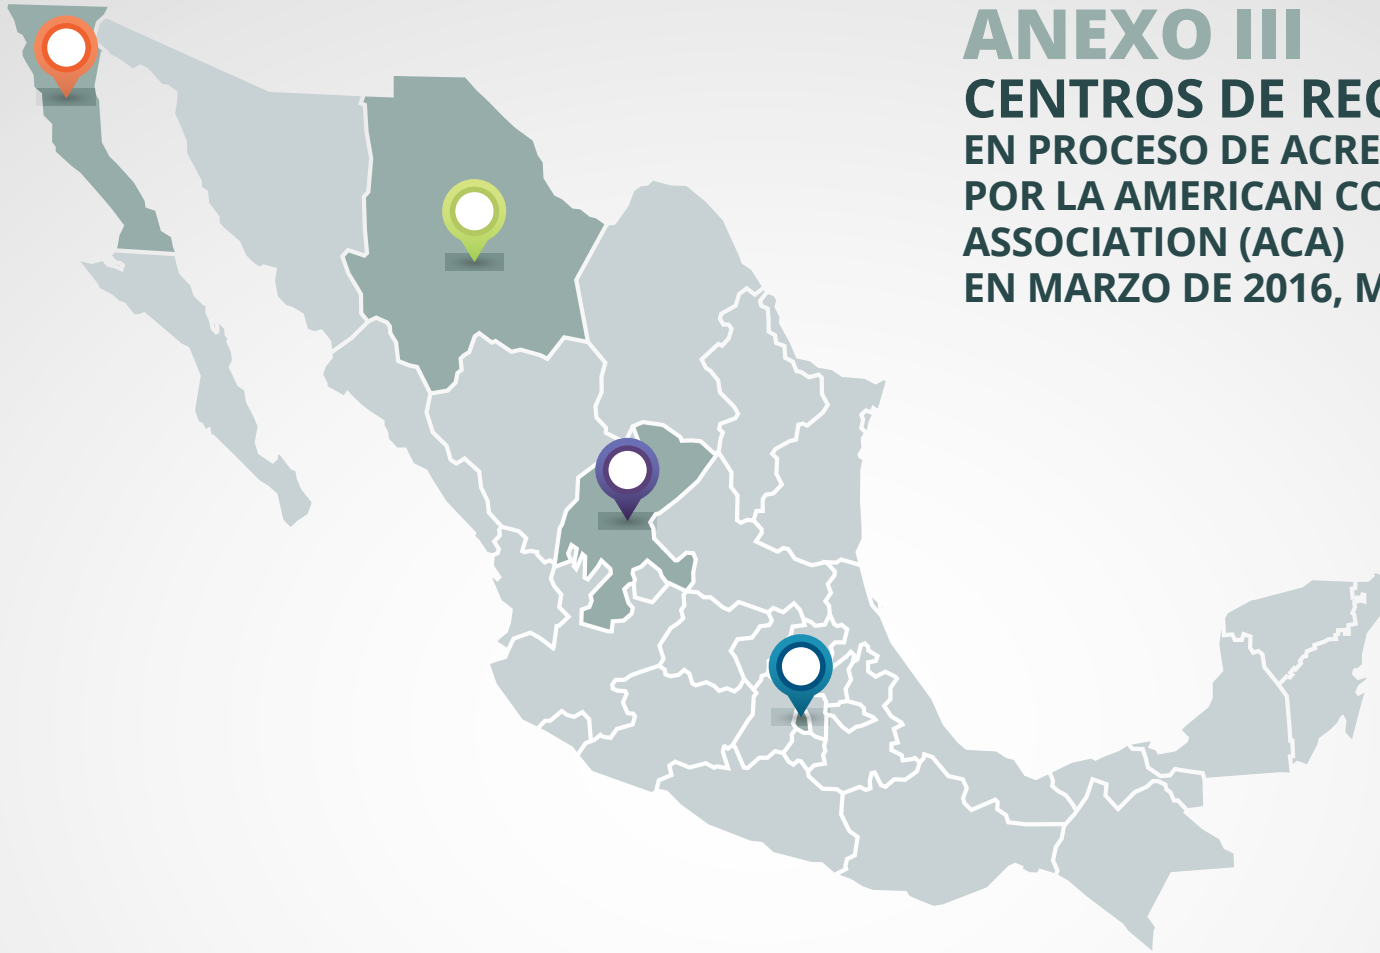 ANEXO III
CENTROS DE
EN PROCESO DE
POR LA AMERICAN
ASSOCIATION (ACA)
EN MARZO DE 2016,